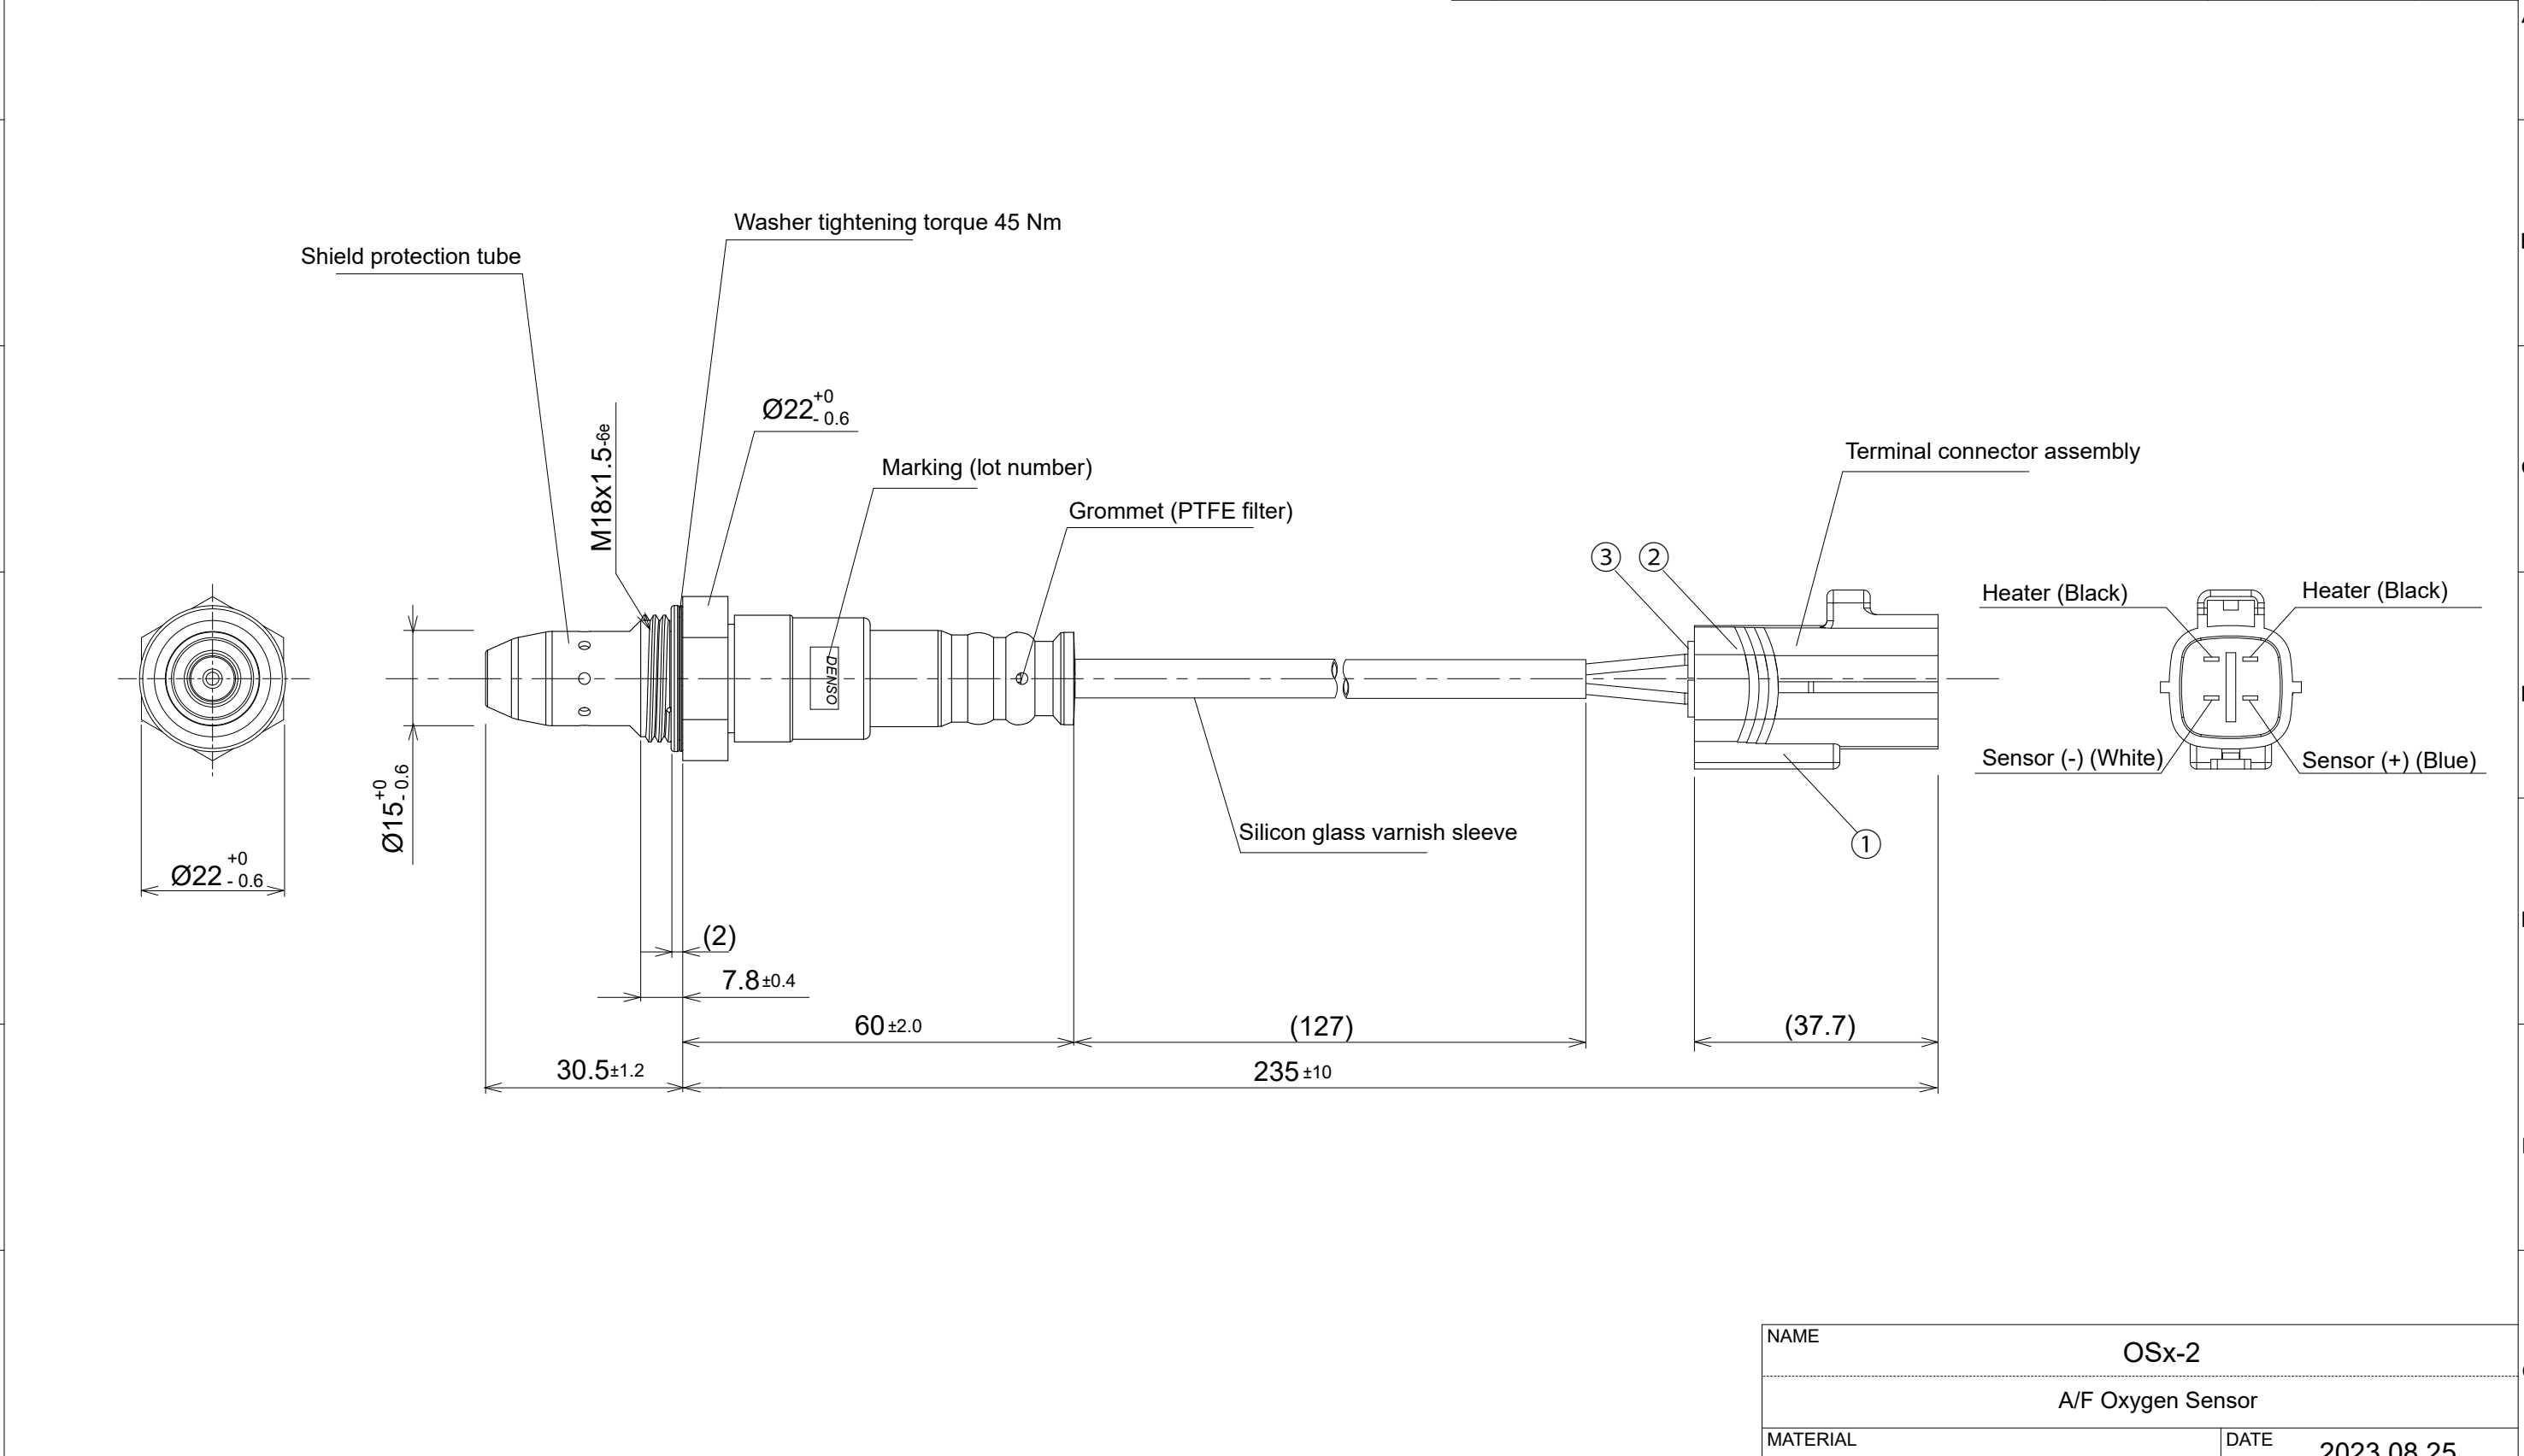 Washer tightening torque 45 Nm
Shield protection tube
Ø22 +0 - 0.6
M18x1.5-6e
Marking (lot number)
Terminal connector assembly
Grommet (PTFE filter)
3 2
Heater (Black)
Heater (Black)
DENSO
Sensor (-) (White)
Sensor (+) (Blue)
Ø15 +0 - 0.6
Silicon glass varnish sleeve
1
Ø22 +0 - 0.6
(2)
7.8±0.4
60±2.0
(127)
(37.7)
30.5±1.2
235±10
NAME
OSx-2
A/F Oxygen Sensor
MATERIAL
DATE
2023.08.25